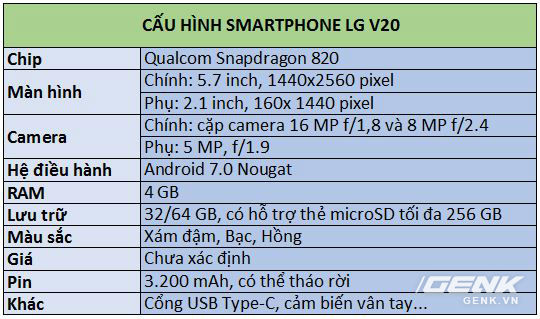 CẤU HÌNH SMARTPHONE LG V20
Chip Qualcom Snapdragon 820
Màn hình Chính: 5.7 inch, 1440x2560 pixel
Phụ: 2.1 inch, 160x 1440 pixel
Camera Chính: cặp camera 16 MP f/1,8 và 8 MP f/2.4
Phụ: 5 MP, f/1.9
Hệ điều hành Android 7.0 Nougat
RAM 4 GB
Lưu trữ 32/64 GB, có hỗ trợ thẻ microSD tối đa 256 GB
Màu sắc Xám đậm, Bạc, Hồng
Giá Chưa xác định
Pin 3.200 mAh, có thể tháo rời
Khác Cổng USB Type-C, cảm biến vân tay...
GENK
GENK.VN